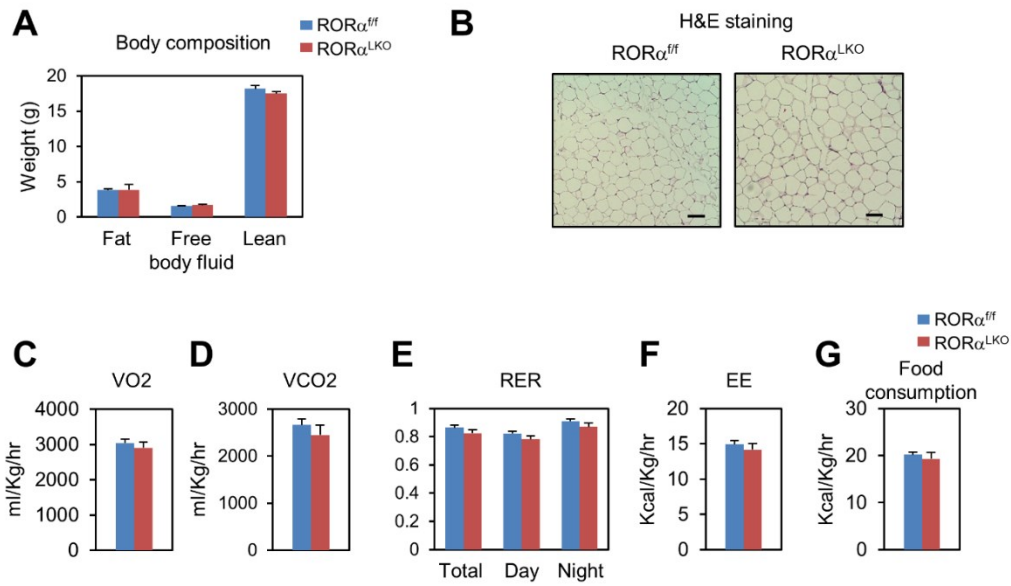 A
Body composition
RORα^f/f
RORα^LKO
Weight (g)
20
15
10
5
0
Fat
Free
body fluid
Lean
B
H&E staining
RORα^f/f
RORα^LKO
RORα^f/f
RORα^LKO
C
VO2
ml/Kg/hr
4000
3000
2000
1000
0
D
VCO2
ml/Kg/hr
3000
2000
1000
0
E
RER
1
0.8
0.6
0.4
0.2
0
Total
Day
Night
F
EE
Kcal/Kg/hr
20
15
10
5
0
G
Food
consumption
Kcal/Kg/hr
30
20
10
0